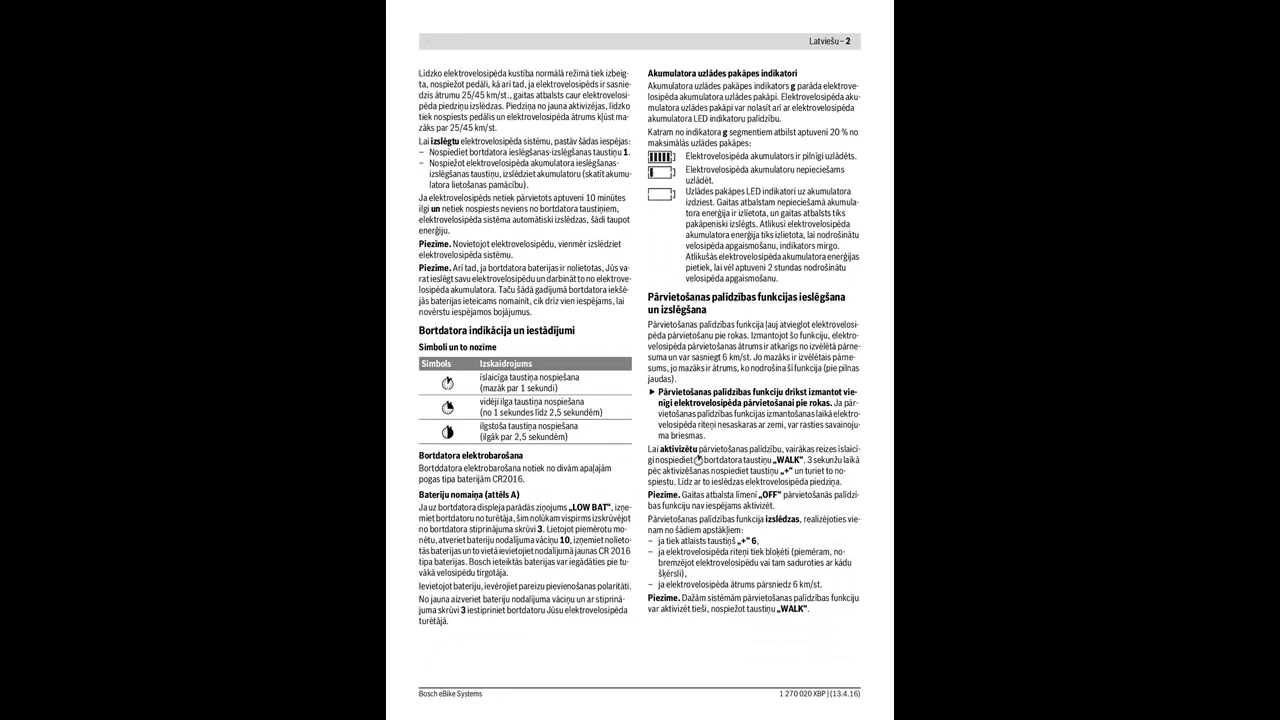 Latviešu – 2
Līdzko elektrovelosipēda kustība normālā režīmā tiek izbeig-
ta, nospiežot pedāli, kā arī tad, ja elektrovelosipēds ir sasnie-
dzis ātrumu 25/45 km/st., gaitas atbalsts caur elektrovelosi-
pēda piedziņu izslēdzas. Piedziņa no jauna aktivizējas, līdzko
tiek nospiests pedālis un elektrovelosipēda ātrums kļūst ma-
zāks par 25/45 km/st.
Lai izslēgtu elektrovelosipēda sistēmu, pastāv šādas iespējas:
– Nospiediet bortdatora ieslēgšanas-izslēgšanas taustiņu 1.
– Nospiežot elektrovelosipēda akumulatora ieslēgšanas-
izslēgšanas taustiņu, izslēdziet akumulatoru (skatīt akumu-
latora lietošanas pamācību).
Ja elektrovelosipēds netiek pārvietots aptuveni 10 minūtes
ilgi un netiek nospiests neviens no bortdatora taustiņiem,
elektrovelosipēda sistēma automātiski izslēdzas, šādi taupot
enerģiju.
Piezīme. Novietojot elektrovelosipēdu, vienmēr izslēdziet
elektrovelosipēda sistēmu.
Piezīme. Arī tad, ja bortdatora baterijas ir nolietotas, Jūs va-
rat ieslēgt savu elektrovelosipēdu un darbināt to no elektrove-
losipēda akumulatora. Taču šādā gadījumā bortdatora iekšē-
jās baterijas ieteicams nomainīt, cik drīz vien iespējams, lai
novērstu iespējamos bojājumus.
Bortdatora indikācija un iestādījumi
Simboli un to nozīme
Simbols Izskaidrojums
īslaicīga taustiņa nospiešana
(mazāk par 1 sekundi)
vidēji ilga taustiņa nospiešana
(no 1 sekundes līdz 2,5 sekundēm)
ilgstoša taustiņa nospiešana
(ilgāk par 2,5 sekundēm)
Bortdatora elektrobarošana
Bortddatora elektrobarošana notiek no divām apaļajām
pogas tipa baterijām CR2016.
Bateriju nomaiņa (attēls A)
Ja uz bortdatora displeja parādās ziņojums „LOW BAT“, izņe-
miet bortdatoru no turētāja, šim nolūkam vispirms izskrūvējot
no bortdatora stiprinājuma skrūvi 3. Lietojot piemērotu mo-
nētu, atveriet bateriju nodalījuma vāciņu 10, izņemiet nolieto-
tās baterijas un to vietā ievietojiet nodalījumā jaunas CR 2016
tipa baterijas. Bosch ieteiktās baterijas var iegādāties pie tu-
vākā velosipēdu tirgotāja.
Ievietojot bateriju, ievērojiet pareizu pievienošanas polaritāti.
No jauna aizveriet bateriju nodalījuma vāciņu un ar stiprinā-
juma skrūvi 3 iestipriniet bortdatoru Jūsu elektrovelosipēda
turētājā.
Akumulatora uzlādes pakāpes indikatori
Akumulatora uzlādes pakāpes indikators g parāda elektrove-
losipēda akumulatora uzlādes pakāpi. Elektrovelosipēda aku-
mulatora uzlādes pakāpi var nolasīt arī ar elektrovelosipēda
akumulatora LED indikatoru palīdzību.
Katram no indikatora g segmentiem atbilst aptuveni 20 % no
maksimālās uzlādes pakāpes:
Elektrovelosipēda akumulators ir pilnīgi uzlādēts.
Elektrovelosipēda akumulatoru nepieciešams
uzlādēt.
Uzlādes pakāpes LED indikatori uz akumulatora
izdziest. Gaitas atbalstam nepieciešamā akumula-
tora enerģija ir izlietota, un gaitas atbalsts tiks
pakāpeniski izslēgts. Atlikusī elektrovelosipēda
akumulatora enerģija tiks izlietota, lai nodrošinātu
velosipēda apgaismošanu, indikators mirgo.
Atlikušās elektrovelosipēda akumulatora enerģijas
pietiek, lai vēl aptuveni 2 stundas nodrošinātu
velosipēda apgaismošanu.
Pārvietošanas palīdzības funkcijas ieslēgšana
un izslēgšana
Pārvietošanas palīdzības funkcija ļauj atvieglot elektrovelosi-
pēda pārvietošanu pie rokas. Izmantojot šo funkciju, elektro-
velosipēda pārvietošanas ātrums ir atkarīgs no izvēlētā pārne-
suma un var sasniegt 6 km/st. Jo mazāks ir izvēlētais pārne-
sums, jo mazāks ir ātrums, ko nodrošina šī funkcija (pie pilnas
jaudas).
▶ Pārvietošanas palīdzības funkciju drīkst izmantot vie-
nīgi elektrovelosipēda pārvietošanai pie rokas. Ja pār-
vietošanas palīdzības funkcijas izmantošanas laikā elektro-
velosipēda riteņi nesaskaras ar zemi, var rasties savainoju-
ma briesmas.
Lai aktivizētu pārvietošanas palīdzību, vairākas reizes īslaicī-
gi nospiediet bortdatora taustiņu „WALK“. 3 sekunžu laikā
pēc aktivizēšanas nospiediet taustiņu „+“ un turiet to no-
spiestu. Līdz ar to ieslēdzas elektrovelosipēda piedziņa.
Piezīme. Gaitas atbalsta līmenī „OFF“ pārvietošanās palīdzī-
bas funkciju nav iespējams aktivizēt.
Pārvietošanas palīdzības funkcija izslēdzas, realizējoties vie-
nam no šādiem apstākļiem:
– ja tiek atlaists taustiņš „+“ 6,
– ja elektrovelosipēda riteņi tiek bloķēti (piemēram, no-
bremzējot elektrovelosipēdu vai tam saduroties ar kādu
šķērsli),
– ja elektrovelosipēda ātrums pārsniedz 6 km/st.
Piezīme. Dažām sistēmām pārvietošanas palīdzības funkciju
var aktivizēt tieši, nospiežot taustiņu „WALK“.
Bosch eBike Systems
1 270 020 XBP | (13.4.16)